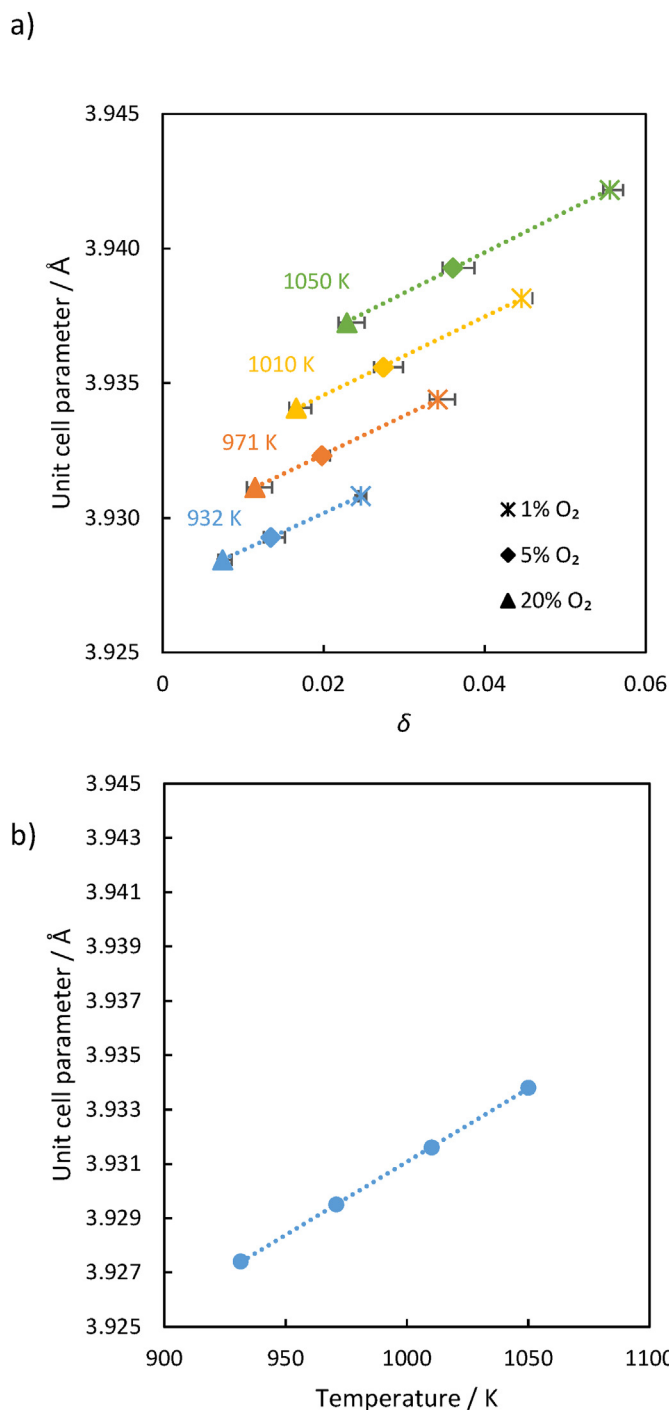 a)
3.945
3.940
3.935
3.930
3.925
Unit cell parameter / Å
1050 K
1010 K
971 K
932 K
1% O₂
5% O₂
20% O₂
0 0.02 0.04 0.06
δ
b)
3.945
3.943
3.941
3.939
3.937
3.935
3.933
3.931
3.929
3.927
3.925
Unit cell parameter / Å
900 950 1000 1050 1100
Temperature / K